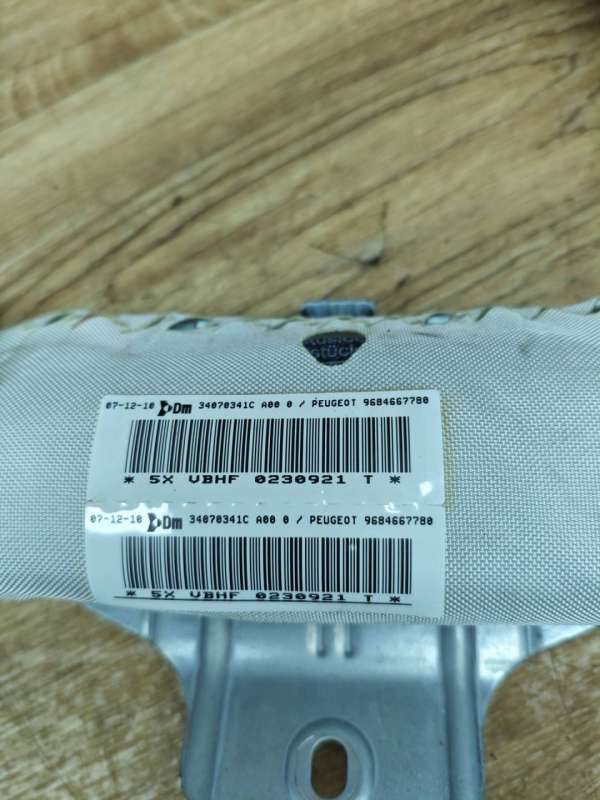 stück
07-12-10 Dm 34070341C A00 0 / PEUGEOT 9684667780
* 5X VBHF 0230921 T *
07-12-10 Dm 34070341C A00 0 / PEUGEOT 9684667780
* 5X VBHF 0230921 T *